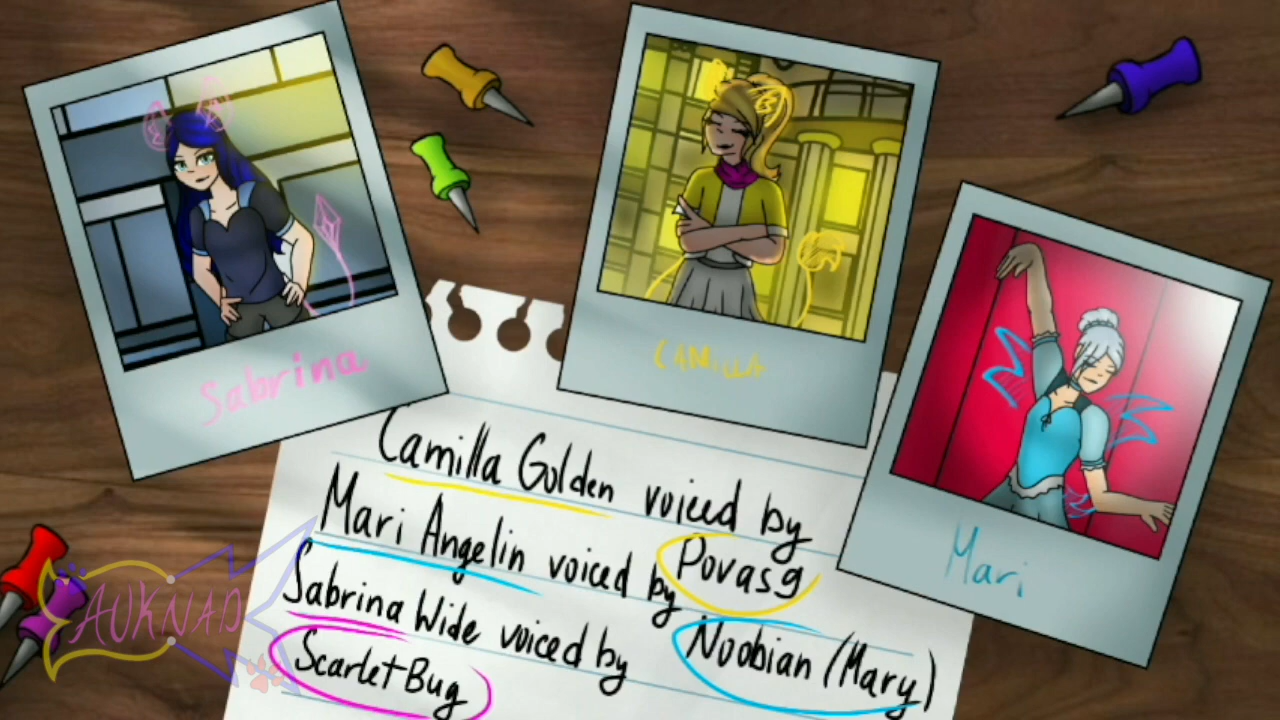 Sabrina
CAMILLA
Mari
Camilla Golden voiced by
Povasg
Mari Angelin voiced by
Noobian (Mary)
Sabrina Wide voiced by
ScarletBug
AUKNAD